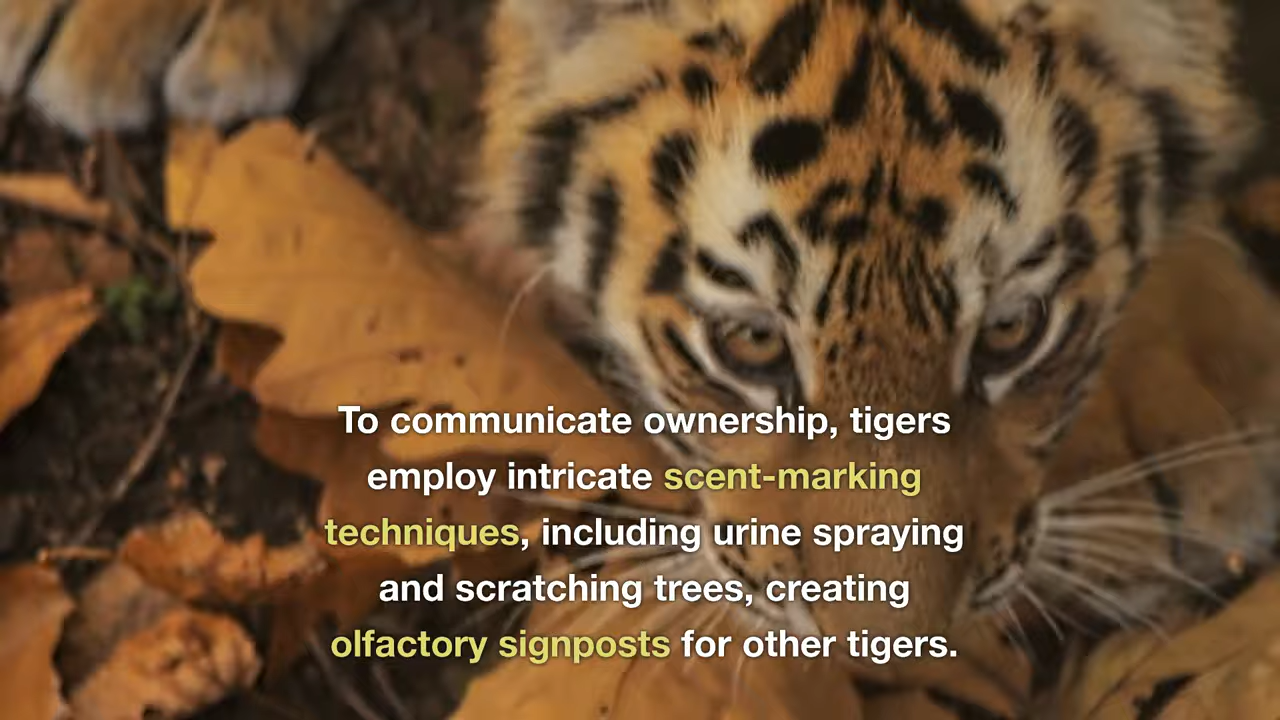 To communicate ownership, tigers
employ intricate scent-marking
techniques, including urine spraying
and scratching trees, creating
olfactory signposts for other tigers.